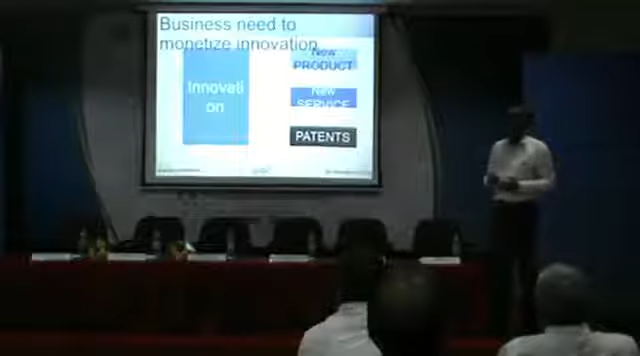 Business need to
monetize innovation
Innovati
on
New
PRODUCT
New
SERVICE
PATENTS